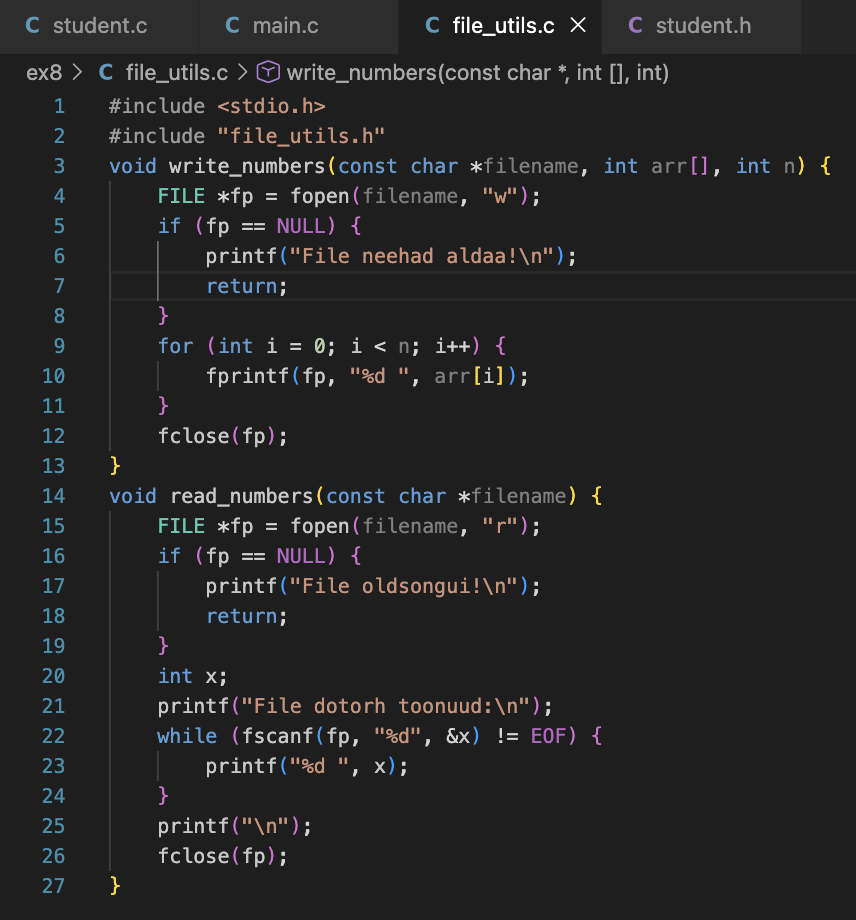 C student.c C main.c C file_utils.c × C student.h
ex8 > C file_utils.c > write_numbers(const char *, int [], int)
1 #include <stdio.h>
2 #include "file_utils.h"
3 void write_numbers(const char *filename, int arr[], int n) {
4     FILE *fp = fopen(filename, "w");
5     if (fp == NULL) {
6         printf("File neehad aldaa!\n");
7         return;
8     }
9     for (int i = 0; i < n; i++) {
10         fprintf(fp, "%d ", arr[i]);
11     }
12     fclose(fp);
13 }
14 void read_numbers(const char *filename) {
15     FILE *fp = fopen(filename, "r");
16     if (fp == NULL) {
17         printf("File oldsongui!\n");
18         return;
19     }
20     int x;
21     printf("File dotorh toonuud:\n");
22     while (fscanf(fp, "%d", &x) != EOF) {
23         printf("%d ", x);
24     }
25     printf("\n");
26     fclose(fp);
27 }